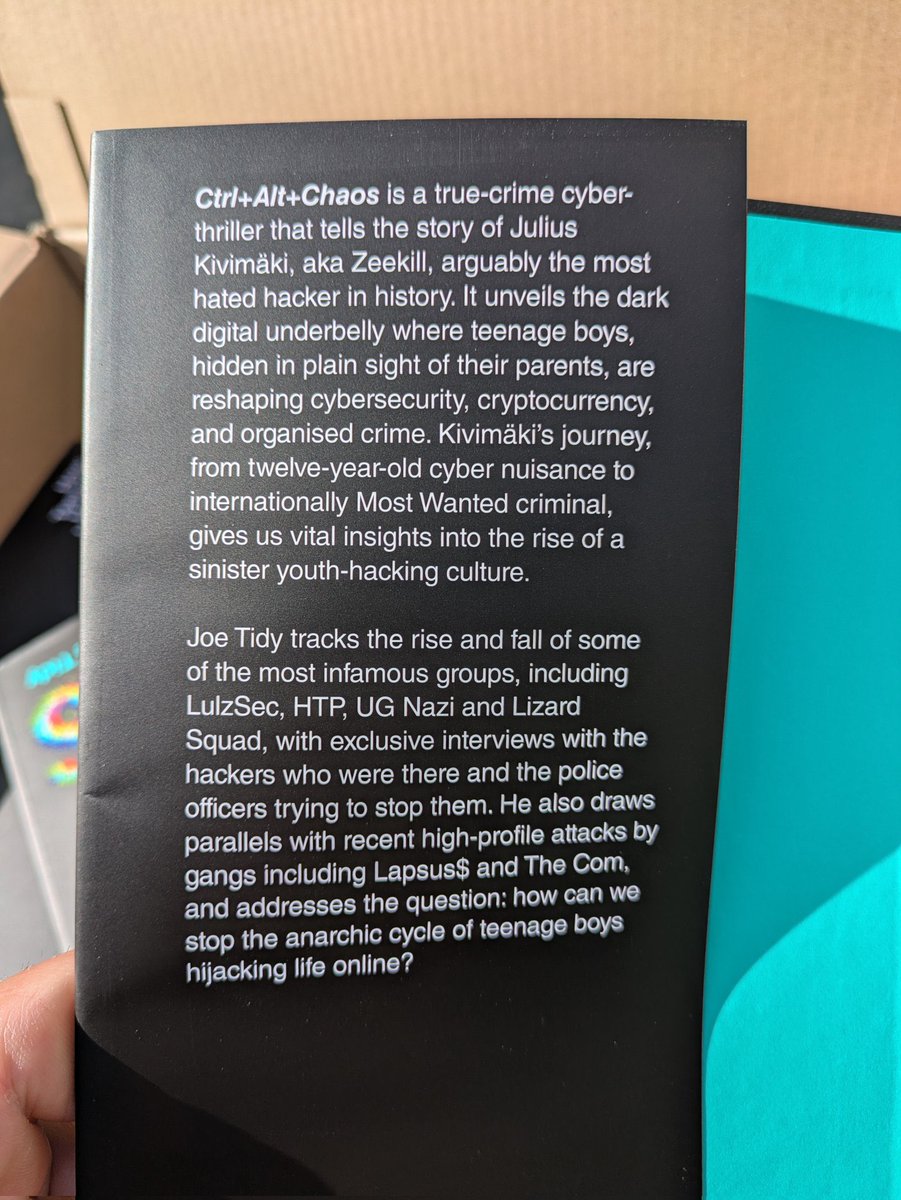 Ctrl+Alt+Chaos is a true-crime cyber-
thriller that tells the story of Julius
Kivimäki, aka Zeekill, arguably the most
hated hacker in history. It unveils the dark
digital underbelly where teenage boys,
hidden in plain sight of their parents, are
reshaping cybersecurity, cryptocurrency,
and organised crime. Kivimäki’s journey,
from twelve-year-old cyber nuisance to
internationally Most Wanted criminal,
gives us vital insights into the rise of a
sinister youth-hacking culture.
Joe Tidy tracks the rise and fall of some
of the most infamous groups, including
LulzSec, HTP, UG Nazi and Lizard
Squad, with exclusive interviews with the
hackers who were there and the police
officers trying to stop them. He also draws
parallels with recent high-profile attacks by
gangs including Lapsus$ and The Com,
and addresses the question: how can we
stop the anarchic cycle of teenage boys
hijacking life online?